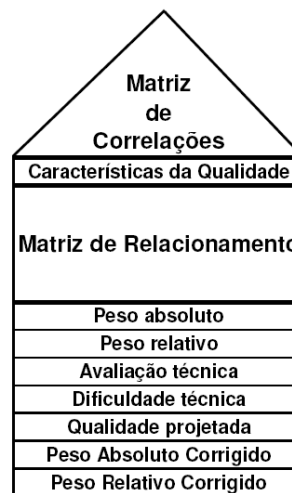 Matriz
de
Correlações
Características da Qualidade
Matriz de Relacionamento
Peso absoluto
Peso relativo
Avaliação técnica
Dificuldade técnica
Qualidade projetada
Peso Absoluto Corrigido
Peso Relativo Corrigido